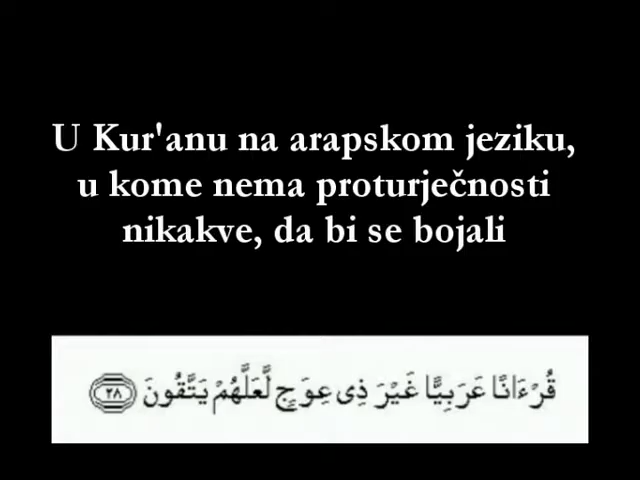 U Kur'anu na arapskom jeziku,
u kome nema proturječnosti
nikakve, da bi se bojali
قُرْءَانًا عَرَبِيًّا غَيْرَ ذِى عِوَجٍ لَّعَلَّهُمْ يَتَّقُونَ ٢٨